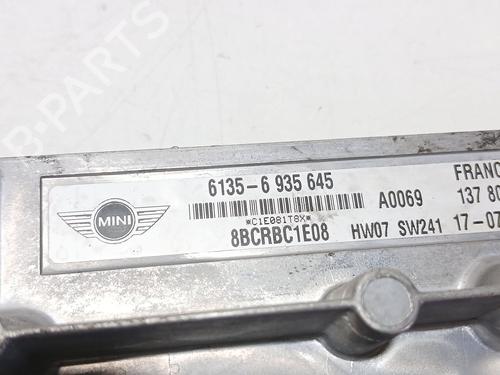 B-PARTS
MINI
6135-6 935 645
A0069
*C1E081T8X*
8BCRBC1E08
HW07 SW241
FRANC
137 80
17-07